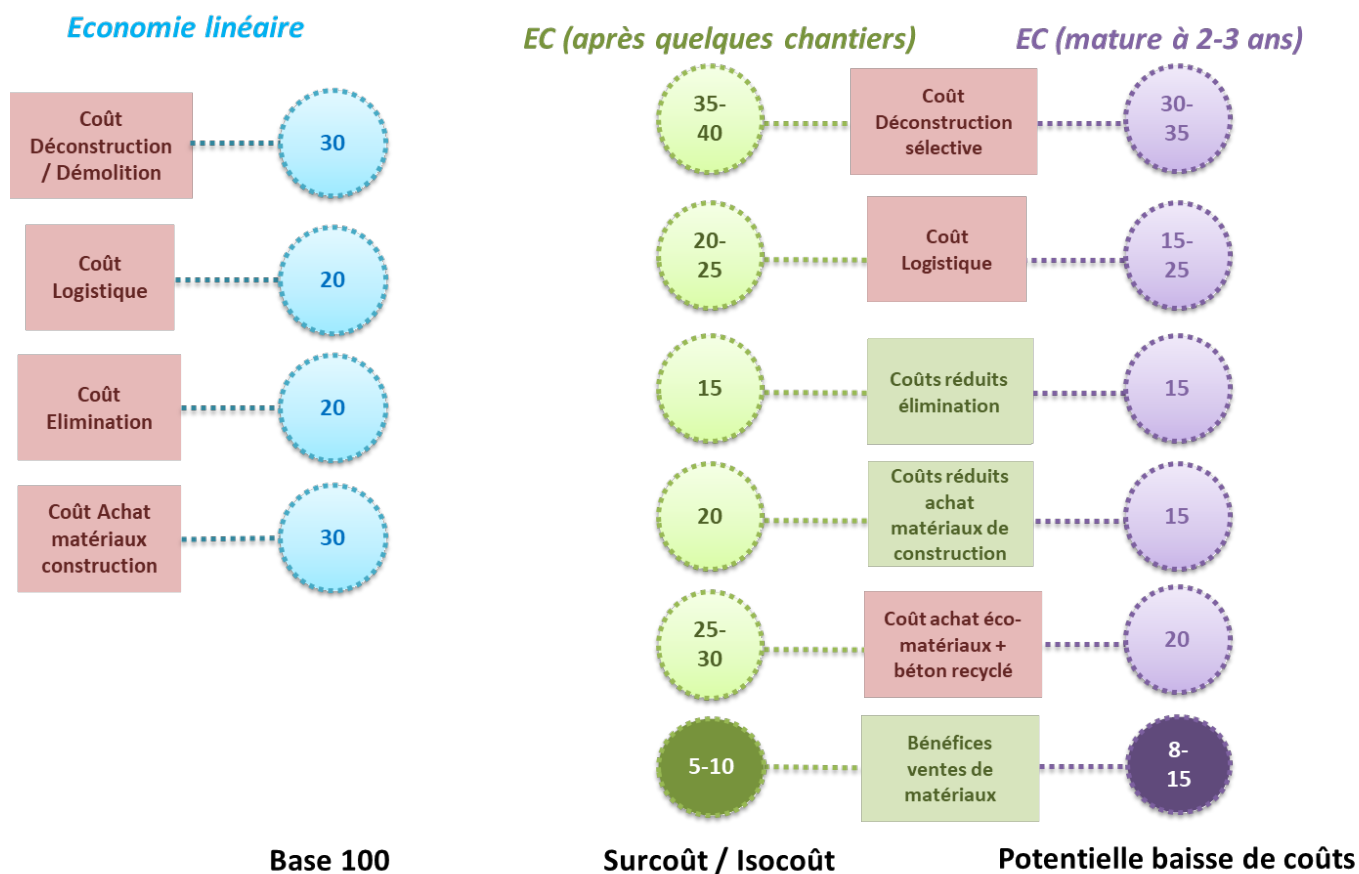 Economie linéaire
Coût
Déconstruction
/ Démolition
30
Coût
Logistique
20
Coût
Elimination
20
Coût Achat
matériaux
construction
30
Base 100
EC (après quelques chantiers)
EC (mature à 2-3 ans)
35-
40
Coût
Déconstruction
sélective
30-
35
20-
25
Coût
Logistique
15-
25
15
Coûts réduits
élimination
15
20
Coûts réduits
achat
matériaux de
construction
15
25-
30
Coût achat éco-
matériaux +
béton recyclé
20
5-10
Bénéfices
ventes de
matériaux
8-
15
Surcoût / Isocoût
Potentielle baisse de coûts